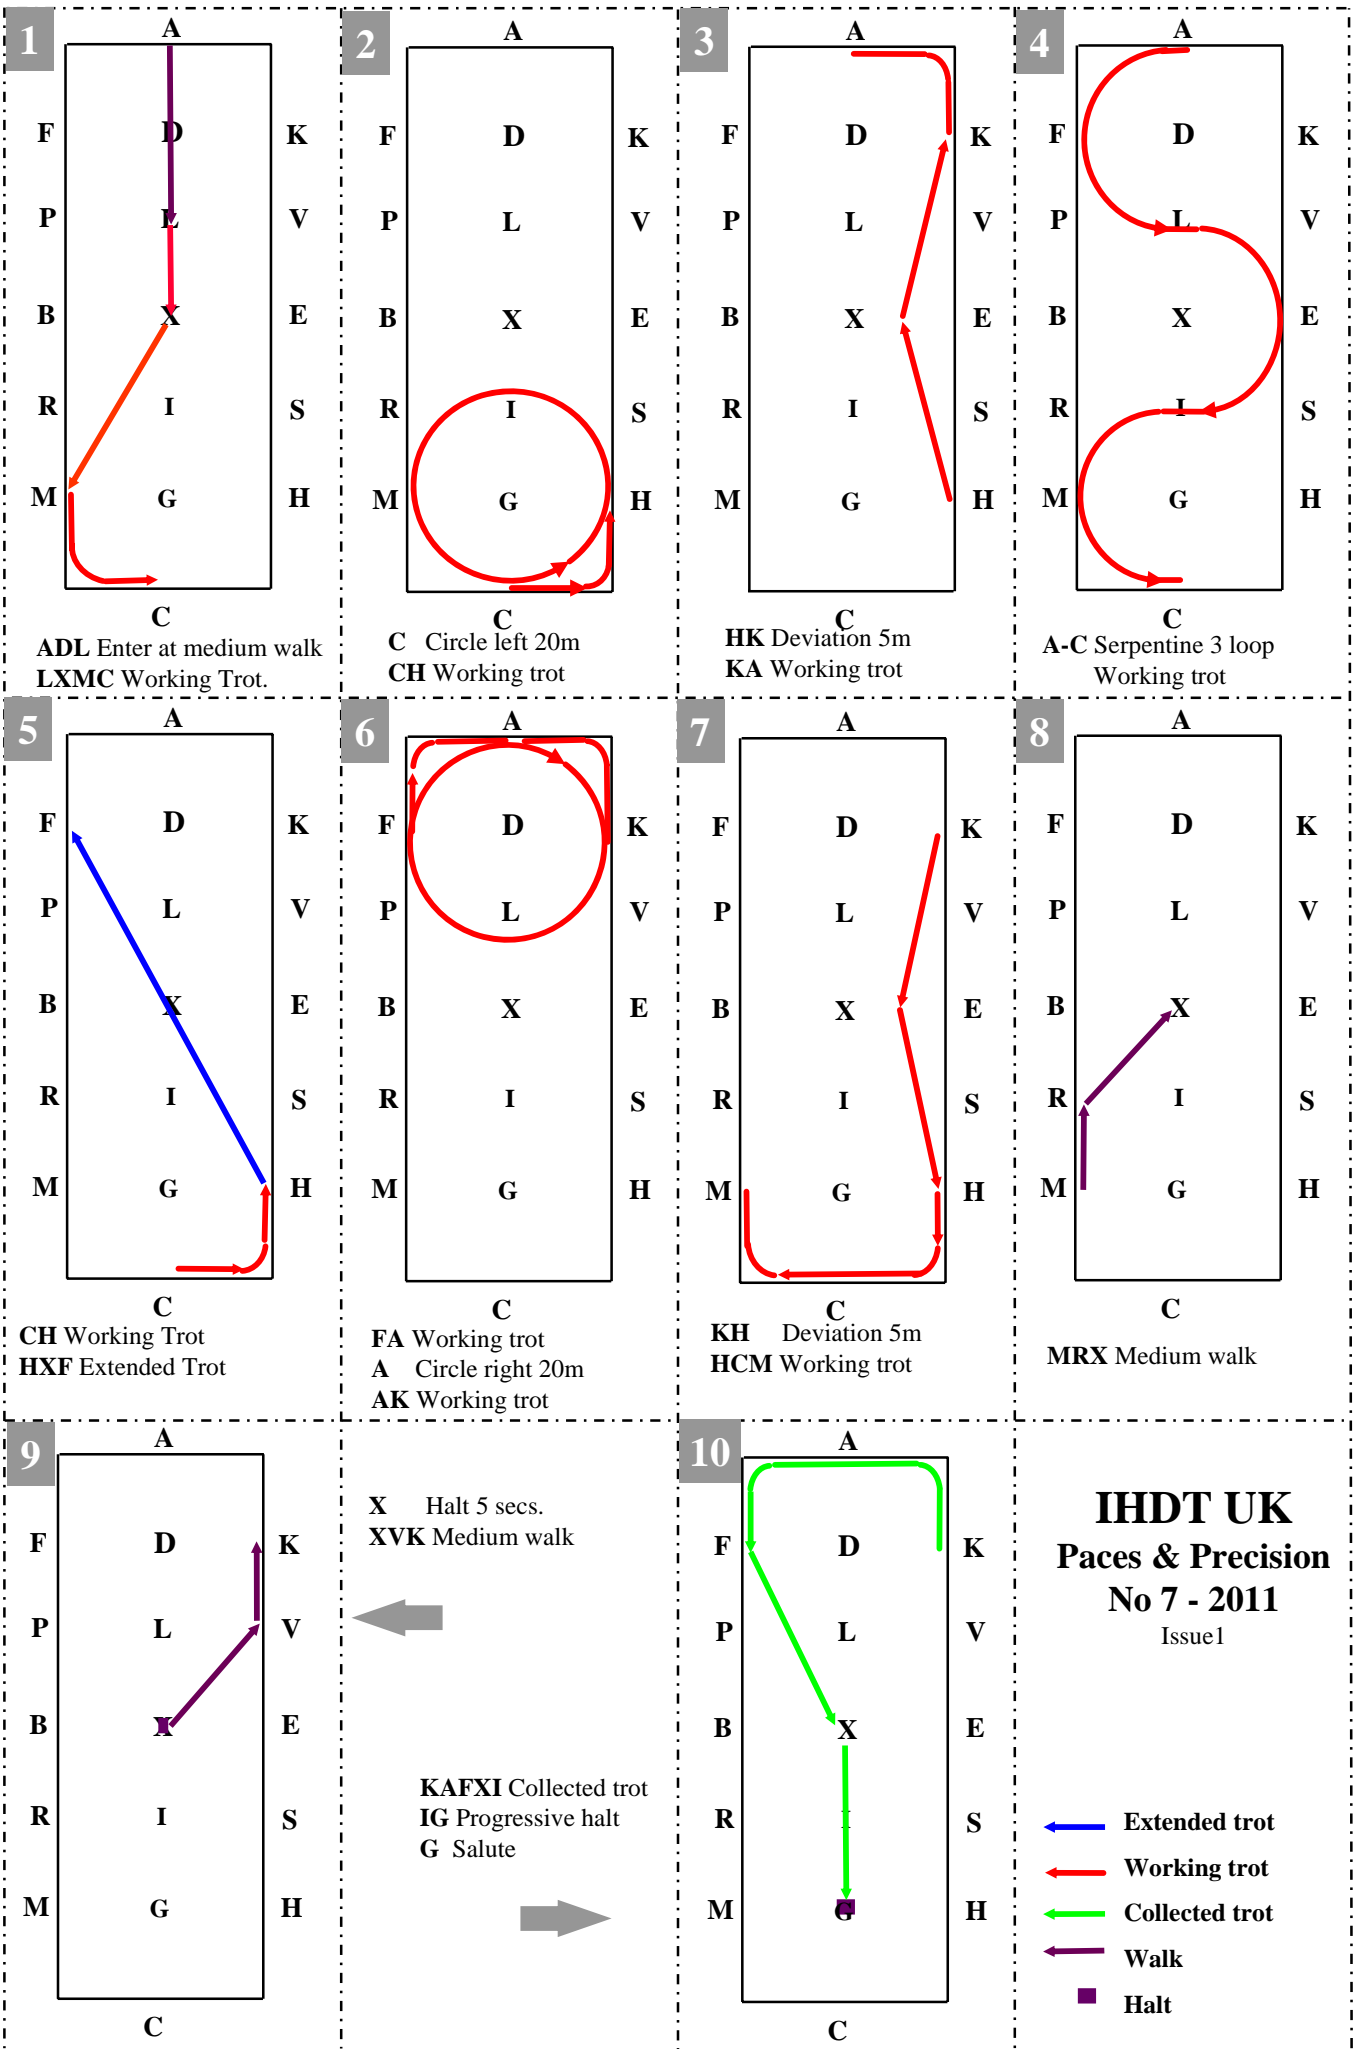 1
A
F D K
P L V
B X E
R I S
M G H
C
ADL Enter at medium walk
LXMC Working Trot.
2
A
F D K
P L V
B X E
R I S
M G H
C
C Circle left 20m
CH Working trot
3
A
F D K
P L V
B X E
R I S
M G H
C
HK Deviation 5m
KA Working trot
4
A
F D K
P L V
B X E
R I S
M G H
C
A-C Serpentine 3 loop
Working trot
5
A
F D K
P L V
B X E
R I S
M G H
C
CH Working Trot
HXF Extended Trot
6
A
F D K
P L V
B X E
R I S
M G H
C
FA Working trot
A Circle right 20m
AK Working trot
7
A
F D K
P L V
B X E
R I S
M G H
C
KH Deviation 5m
HCM Working trot
8
A
F D K
P L V
B X E
R I S
M G H
C
MRX Medium walk
9
A
F D K
P L V
B X E
R I S
M G H
C
X Halt 5 secs.
XVK Medium walk
KAFXI Collected trot
IG Progressive halt
G Salute
10
A
F D K
P L V
B X E
R I S
M G H
C
IHDT UK
Paces & Precision
No 7 - 2011
Issue1
Extended trot
Working trot
Collected trot
Walk
Halt